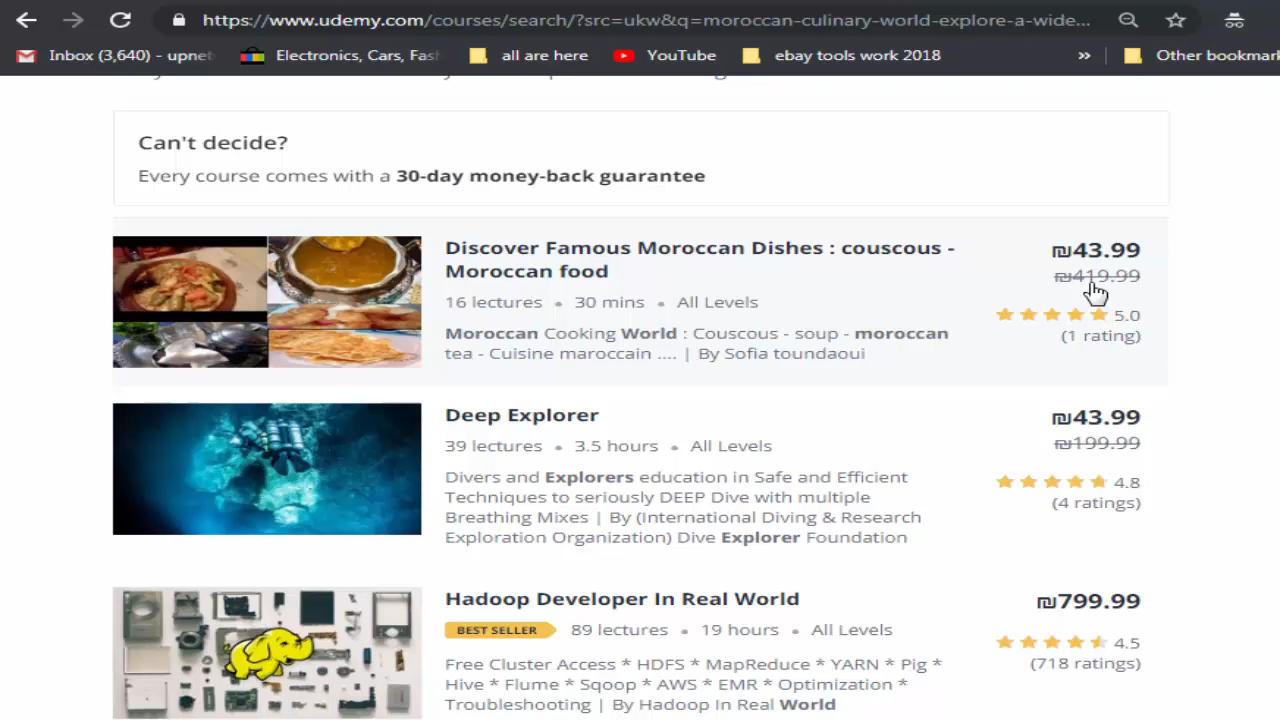 https://www.udemy.com/courses/search/?src=ukw&q=moroccan-culinary-world-explore-a-wide...
Inbox (3,640) - upnet
Electronics, Cars, Fash
all are here
YouTube
ebay tools work 2018
»
Other bookmark
Can't decide?
Every course comes with a 30-day money-back guarantee
Discover Famous Moroccan Dishes : couscous -
Moroccan food
16 lectures • 30 mins • All Levels
Moroccan Cooking World : Couscous - soup - moroccan
tea - Cuisine maroccain .... | By Sofia toundaoui
₪43.99
₪419.99
5.0
(1 rating)
Deep Explorer
39 lectures • 3.5 hours • All Levels
Divers and Explorers education in Safe and Efficient
Techniques to seriously DEEP Dive with multiple
Breathing Mixes | By (International Diving & Research
Exploration Organization) Dive Explorer Foundation
₪43.99
₪199.99
4.8
(4 ratings)
Hadoop Developer In Real World
BEST SELLER 89 lectures • 19 hours • All Levels
Free Cluster Access * HDFS * MapReduce * YARN * Pig *
Hive * Flume * Sqoop * AWS * EMR * Optimization *
Troubleshooting | By Hadoop In Real World
₪799.99
4.5
(718 ratings)